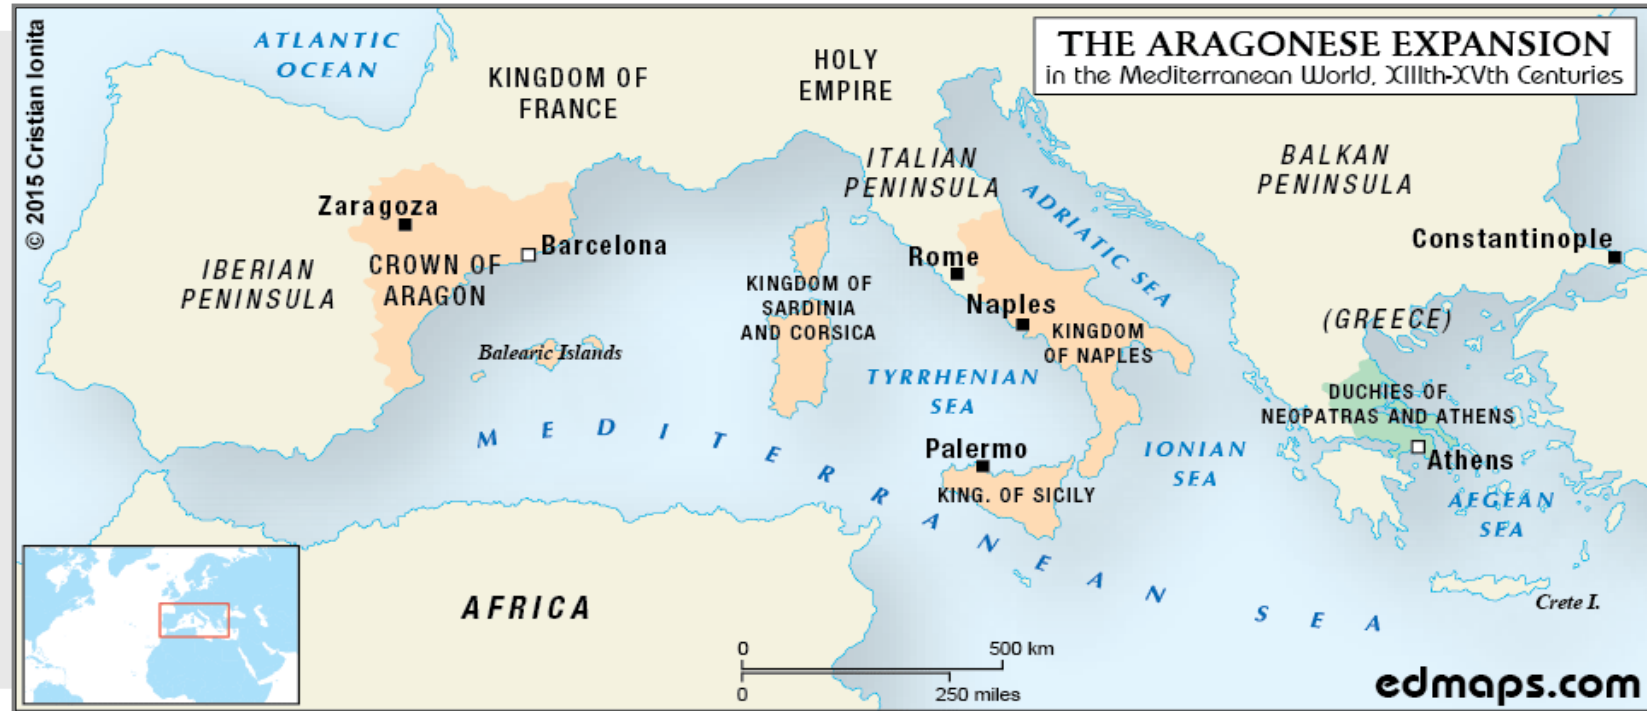 © 2015 Cristian Ionita
THE ARAGONESE EXPANSION
in the Mediterranean World, XIIIth-XVth Centuries
ATLANTIC
OCEAN
KINGDOM OF
FRANCE
HOLY
EMPIRE
ITALIAN
PENINSULA
BALKAN
PENINSULA
ADRIATIC SEA
Zaragoza
Barcelona
CROWN OF
ARAGON
IBERIAN
PENINSULA
Balearic Islands
KINGDOM OF
SARDINIA
AND CORSICA
Rome
Naples
KINGDOM
OF NAPLES
Constantinople
(GREECE)
TYRRHENIAN
SEA
DUCHIES OF
NEOPATRAS AND ATHENS
Athens
Palermo
KING. OF SICILY
IONIAN
SEA
AEGEAN
SEA
MEDITERRANEAN SEA
AFRICA
Crete I.
0 500 km
0 250 miles
edmaps.com